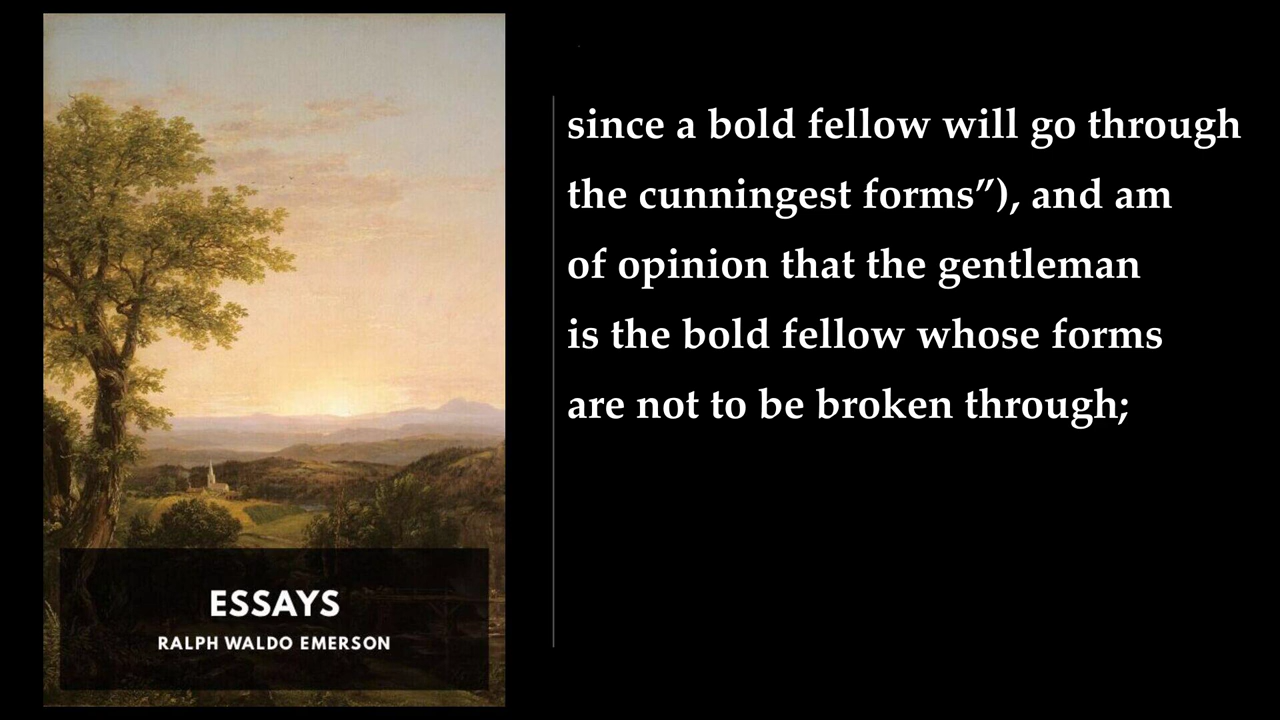 since a bold fellow will go through
the cunningest forms”), and am
of opinion that the gentleman
is the bold fellow whose forms
are not to be broken through;
ESSAYS
RALPH WALDO EMERSON